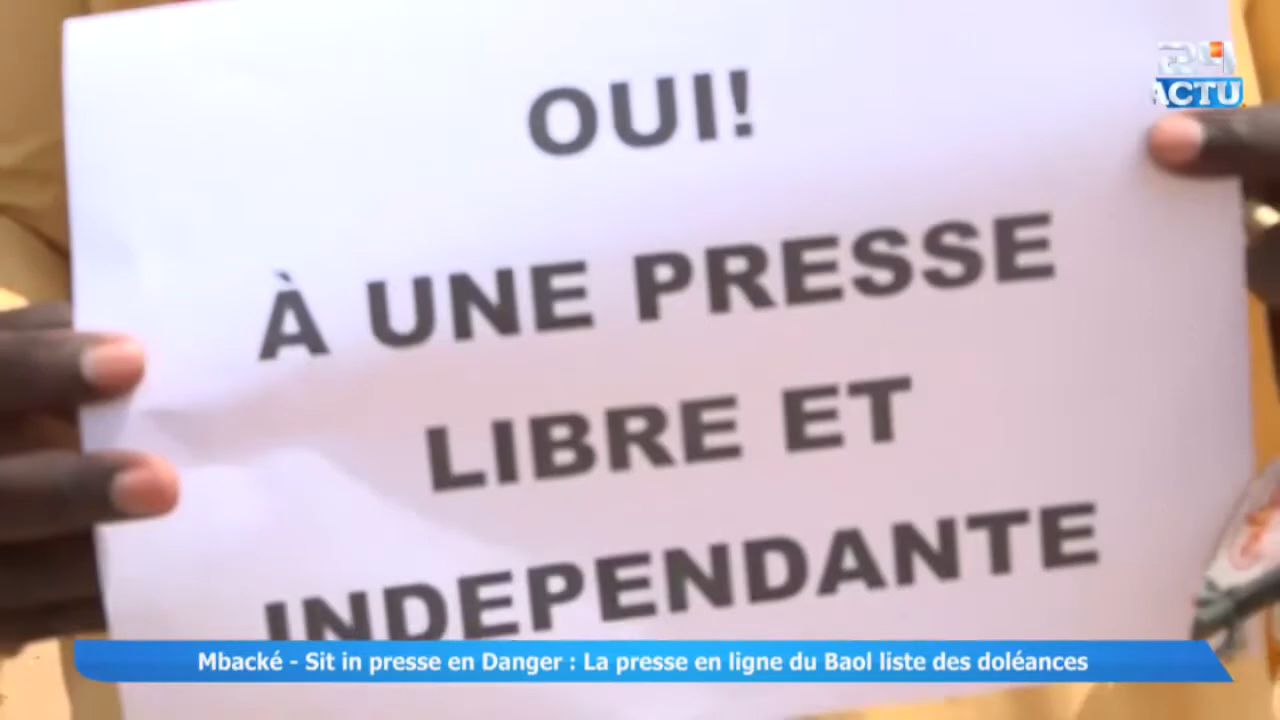 OUI!
À UNE PRESSE
LIBRE ET
INDEPENDANTE
24
ACTU
Mbacké - Sit in presse en Danger : La presse en ligne du Baol liste des doléances